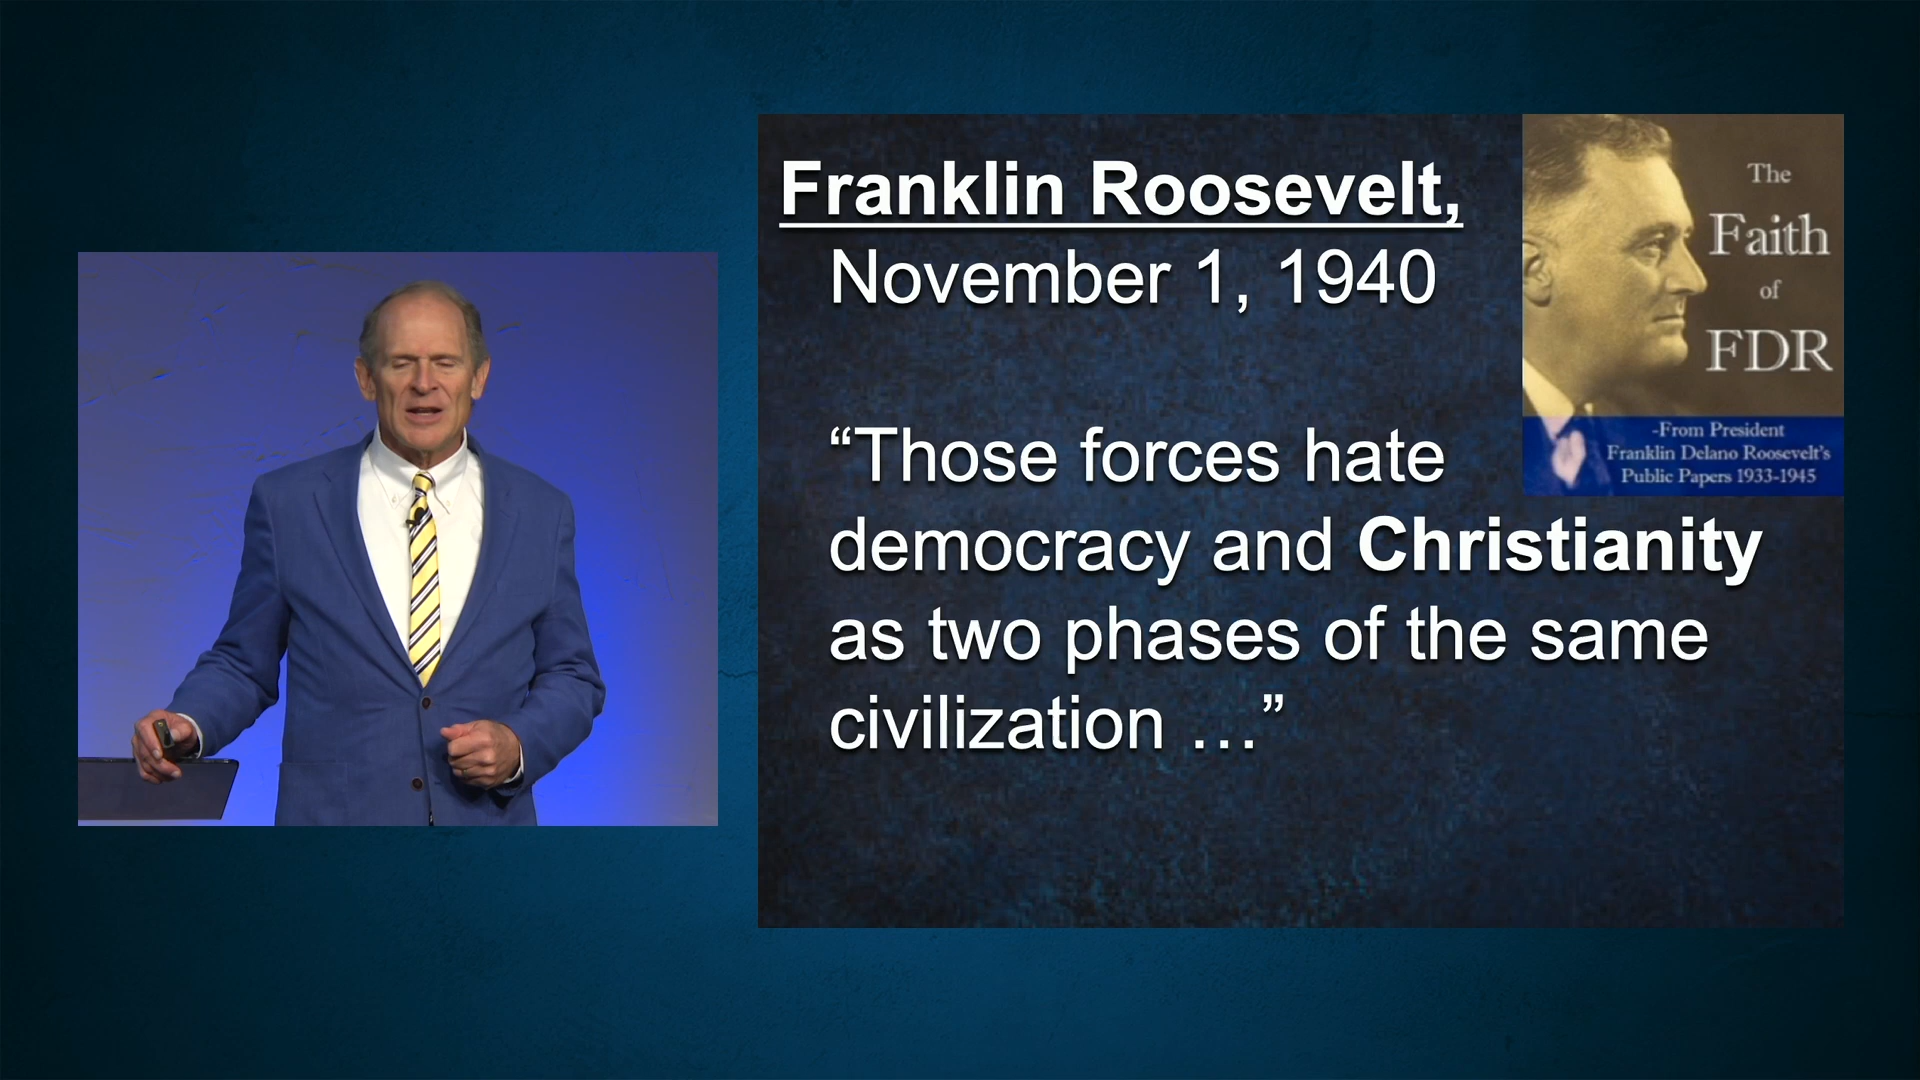 Franklin Roosevelt,
November 1, 1940
“Those forces hate
democracy and Christianity
as two phases of the same
civilization …”
The
Faith
of
FDR
-From President
Franklin Delano Roosevelt’s
Public Papers 1933-1945